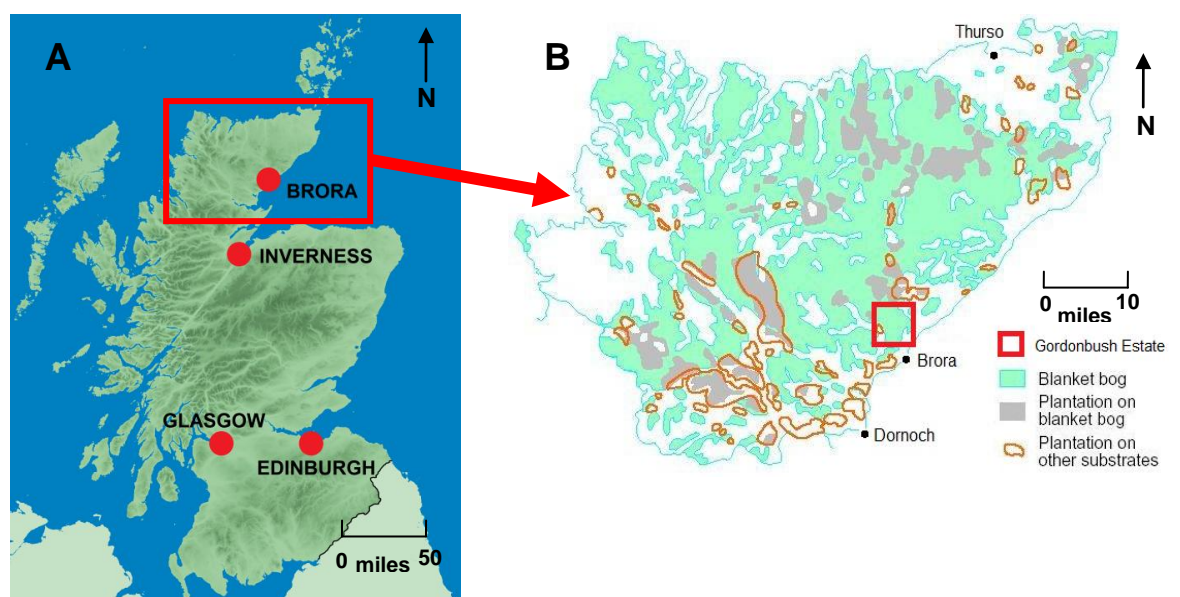 A
N
BRORA
INVERNESS
GLASGOW
EDINBURGH
0 miles 50
B
Thurso
N
0 miles 10
Gordonbush Estate
Brora
Blanket bog
Plantation on
blanket bog
Dornoch
Plantation on
other substrates